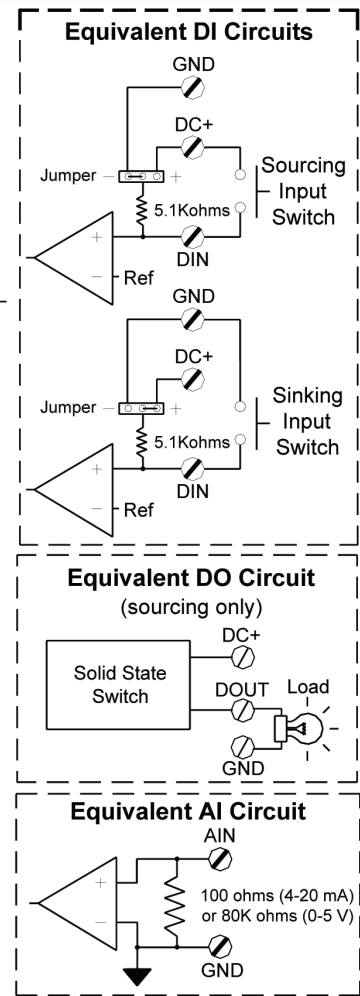 Equivalent DI Circuits
GND
DC+
Jumper - +
Sourcing
Input
Switch
5.1Kohms
+
- Ref
DIN
GND
DC+
Jumper - +
Sinking
Input
Switch
5.1Kohms
+
- Ref
DIN
Equivalent DO Circuit
(sourcing only)
DC+
Solid State
Switch
DOUT
Load
GND
Equivalent AI Circuit
AIN
+
-
100 ohms (4-20 mA)
or 80K ohms (0-5 V)
GND